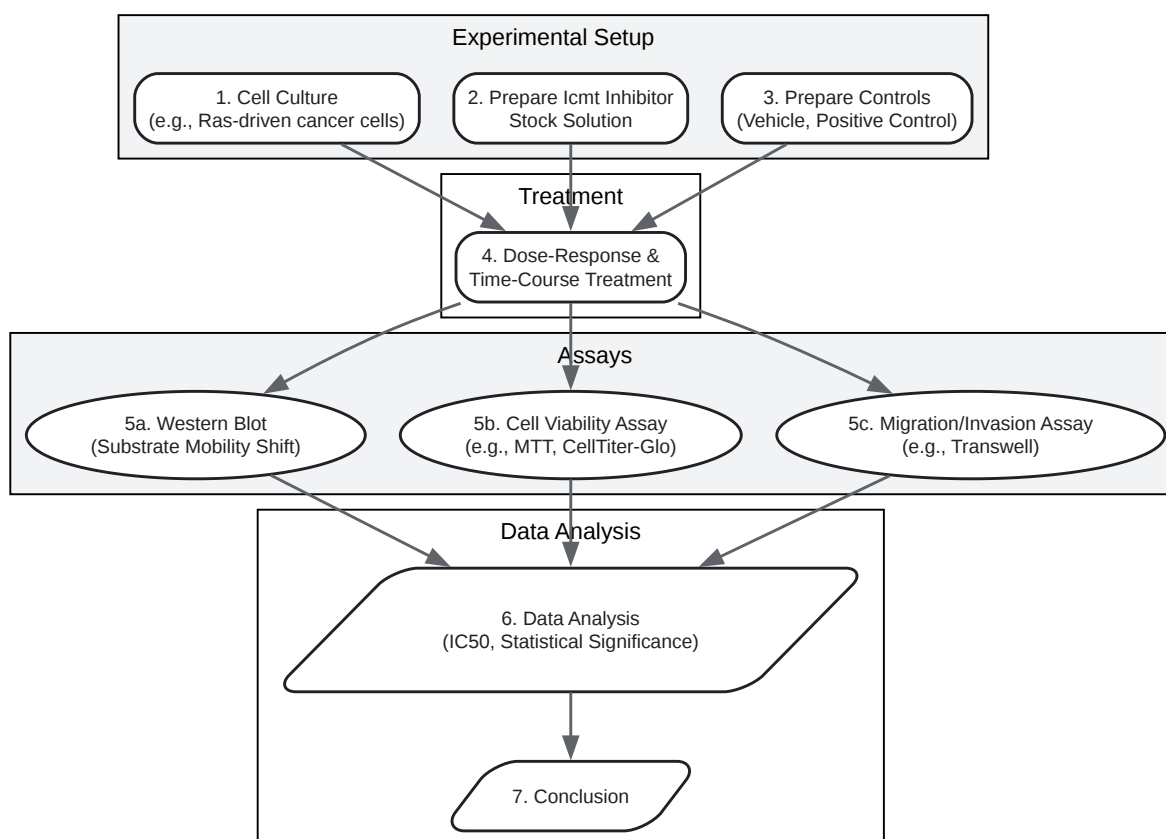 Experimental Setup
1. Cell Culture
(e.g., Ras-driven cancer cells)
2. Prepare Icmt Inhibitor
Stock Solution
3. Prepare Controls
(Vehicle, Positive Control)
Treatment
4. Dose-Response &
Time-Course Treatment
Assays
5a. Western Blot
(Substrate Mobility Shift)
5b. Cell Viability Assay
(e.g., MTT, CellTiter-Glo)
5c. Migration/Invasion Assay
(e.g., Transwell)
Data Analysis
6. Data Analysis
(IC50, Statistical Significance)
7. Conclusion